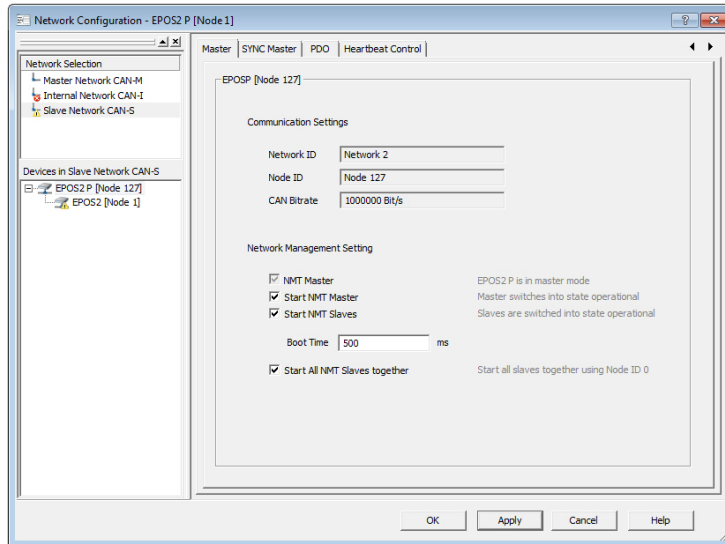 Network Configuration - EPOS2 P [Node 1]
Network Selection
Master Network CAN-M
Internal Network CAN-I
Slave Network CAN-S
Devices in Slave Network CAN-S
EPOS2 P [Node 127]
EPOS2 [Node 1]
Master SYNC Master PDO Heartbeat Control
EPOSP [Node 127]
Communication Settings
Network ID Network 2
Node ID Node 127
CAN Bitrate 1000000 Bit/s
Network Management Setting
NMT Master EPOS2 P is in master mode
Start NMT Master Master switches into state operational
Start NMT Slaves Slaves are switched into state operational
Boot Time 500 ms
Start All NMT Slaves together Start all slaves together using Node ID 0
OK Apply Cancel Help